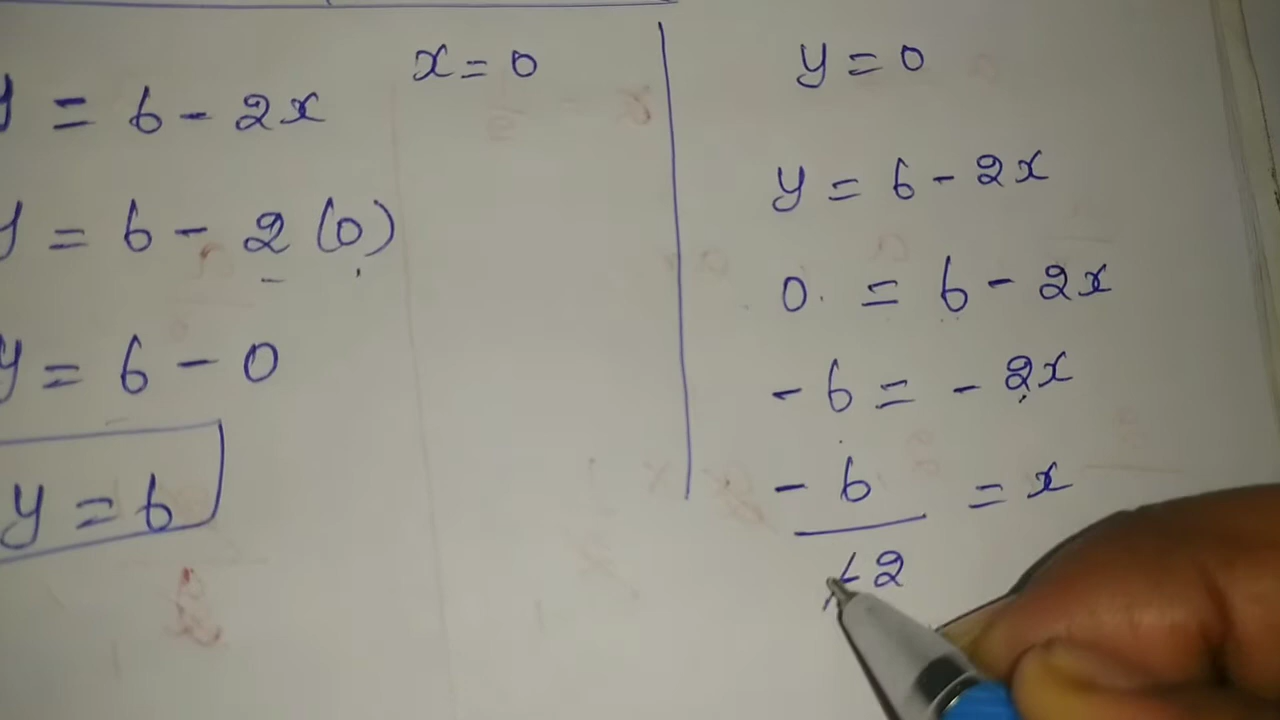 x = 0
y = 6 - 2x
y = 6 - 2 (0)
y = 6 - 0
y = 6
y = 0
y = 6 - 2x
0 = 6 - 2x
- 6 = - 2x
- 6 = x
- 2